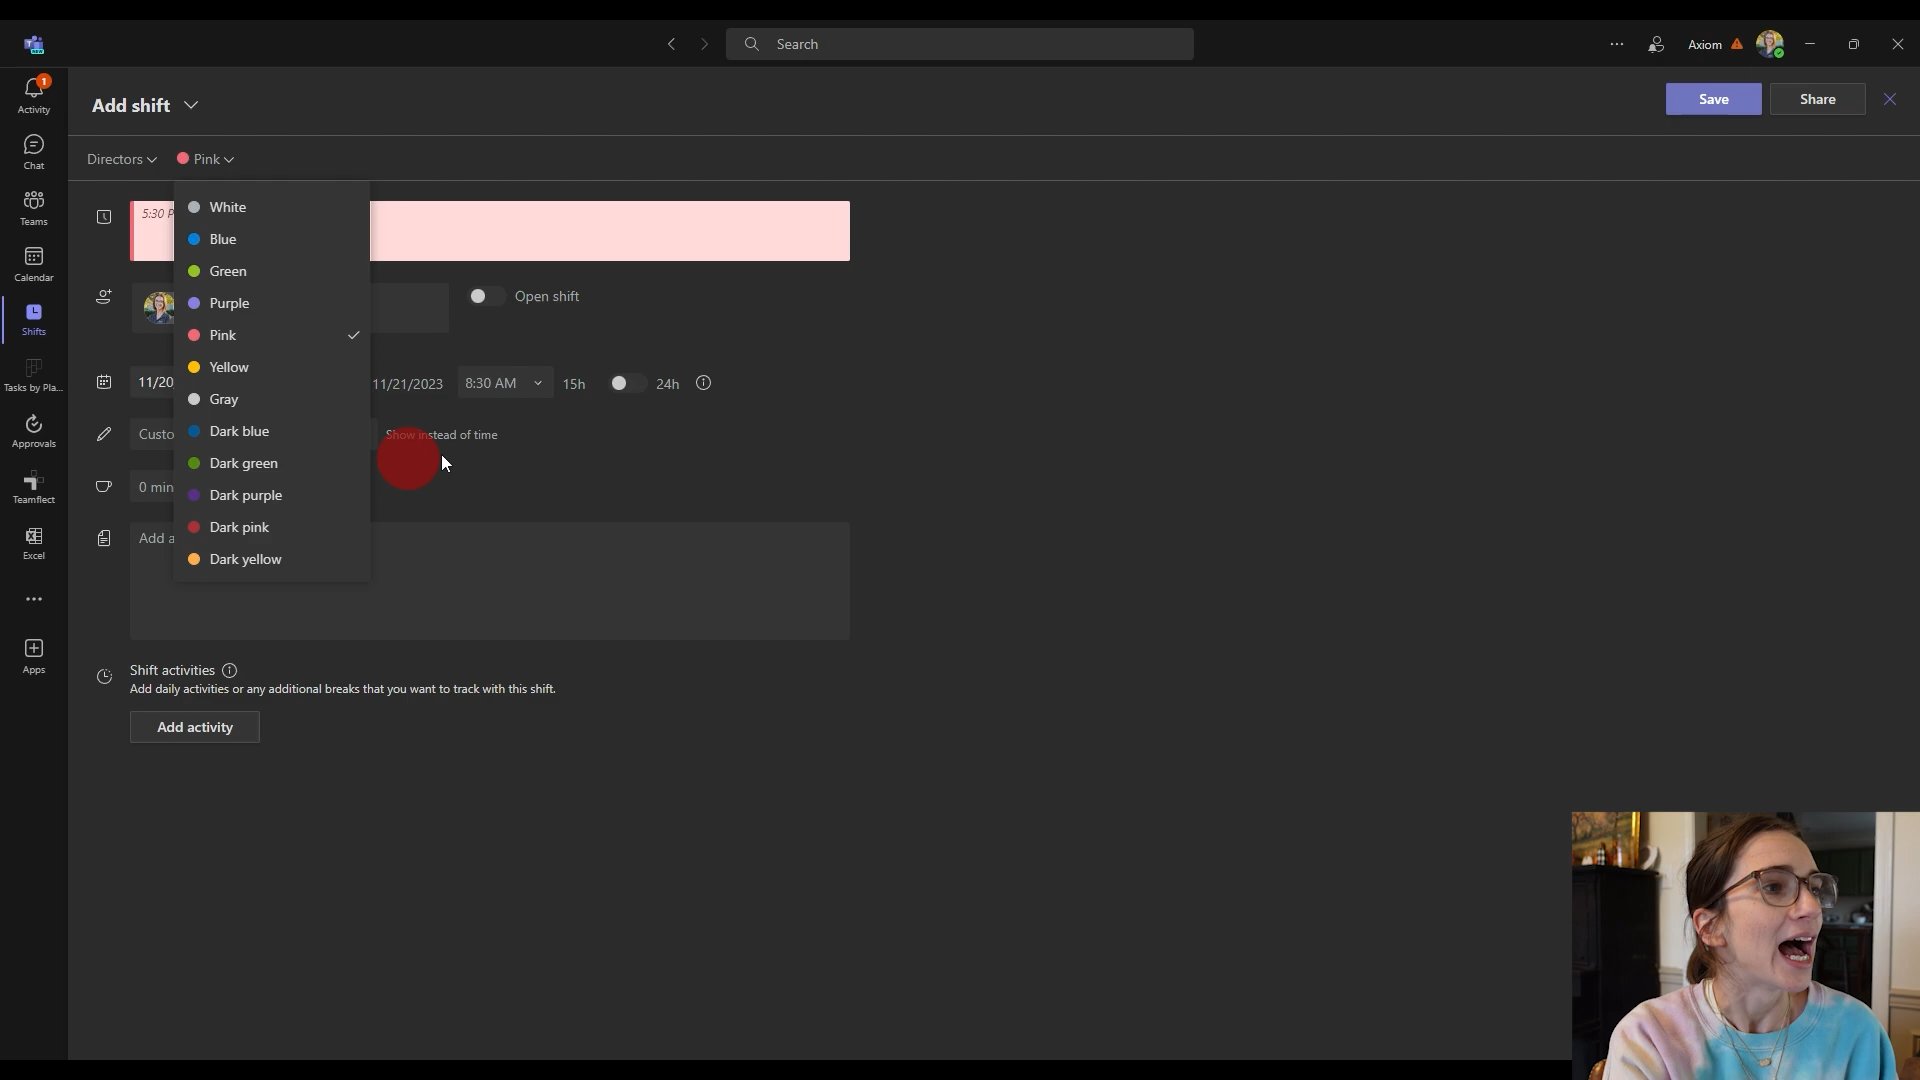 Search
Axiom
1
Activity
Chat
Teams
Calendar
Shifts
Tasks by Pla...
Approvals
Teamflect
Excel
Apps
Add shift
Save
Share
Directors
Pink
5:30 P
White
Blue
Green
Purple
Pink
Yellow
Gray
Dark blue
Dark green
Dark purple
Dark pink
Dark yellow
Open shift
11/20
11/21/2023
8:30 AM
15h
24h
Custo
Show instead of time
0 min
Add a
Shift activities
Add daily activities or any additional breaks that you want to track with this shift.
Add activity